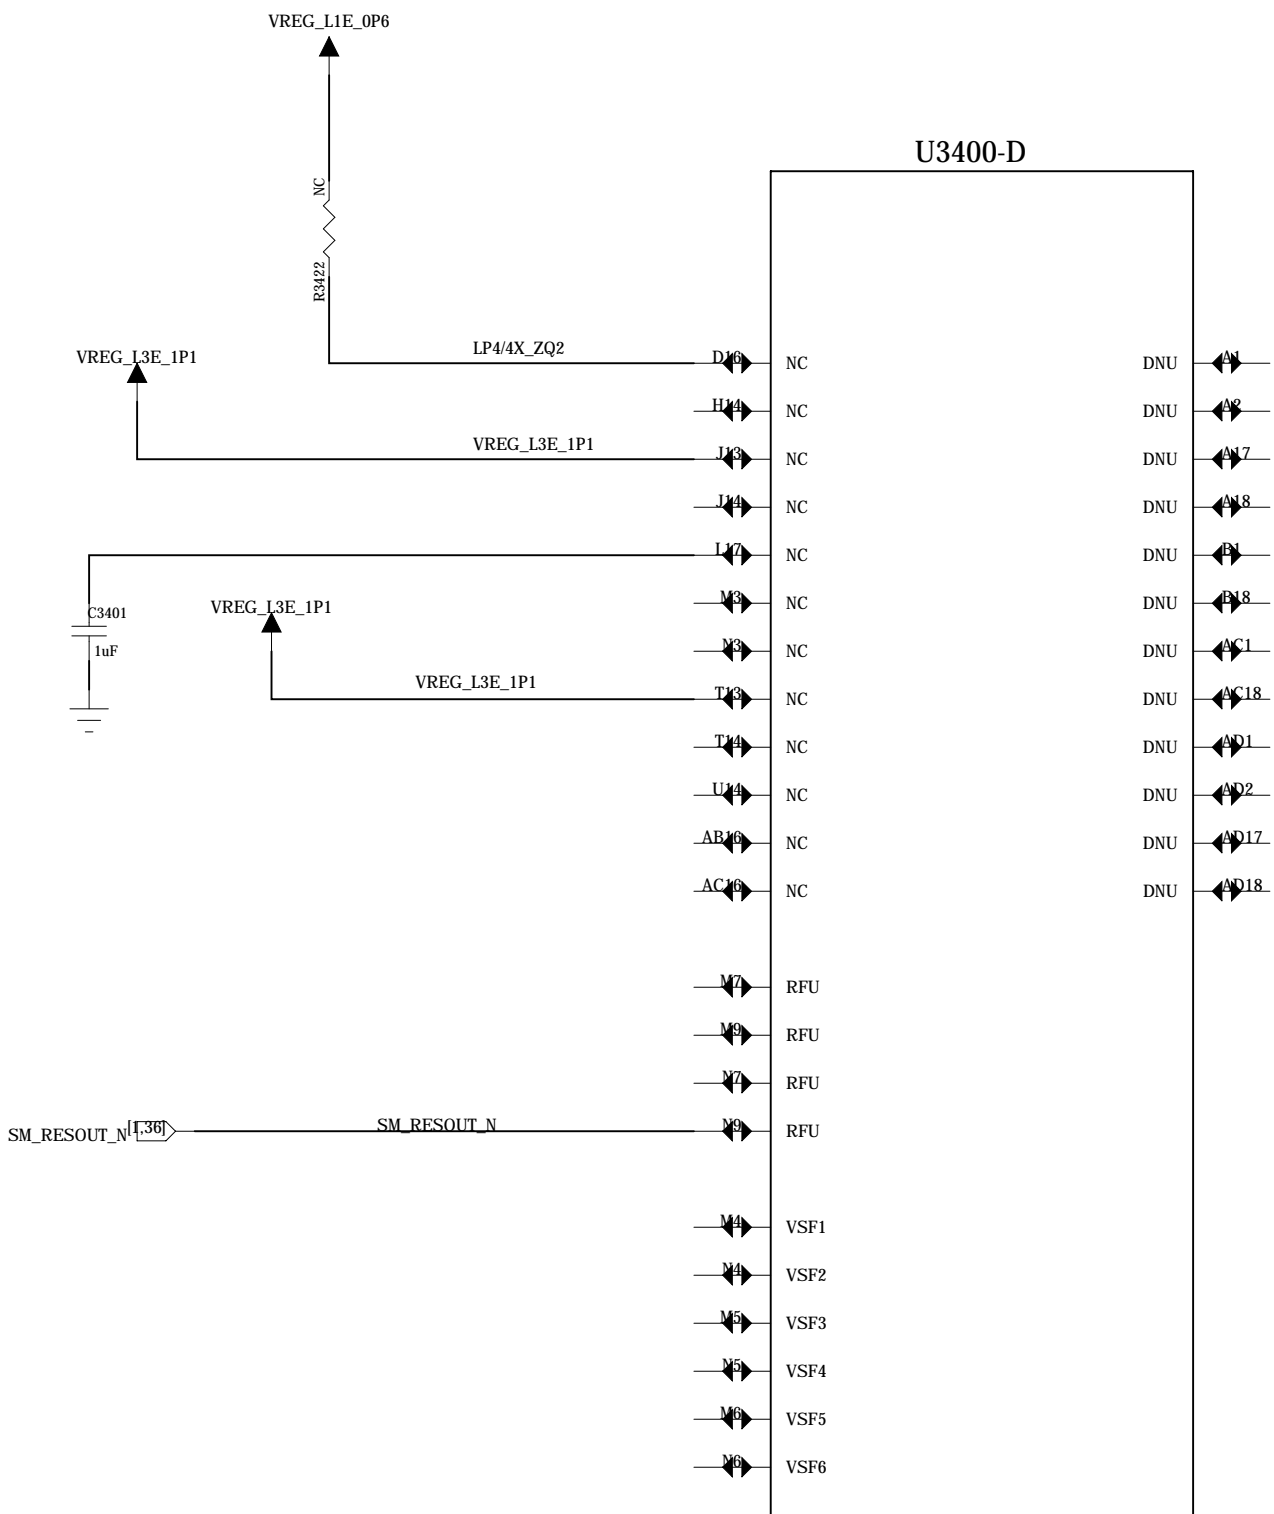 VREG_L1E_0P6
U3400-D
NC
R3422
LP4/4X_ZQ2
VREG_L3E_1P1
D16 NC DNU A1
H14 NC DNU A2
VREG_L3E_1P1
J13 NC DNU A17
J14 NC DNU A18
L17 NC DNU B1
C3401
1uF
VREG_L3E_1P1
M3 NC DNU B18
N3 NC DNU AC1
VREG_L3E_1P1
T13 NC DNU AC18
T14 NC DNU AD1
U14 NC DNU AD2
AB16 NC DNU AD17
AC16 NC DNU AD18
M7 RFU
M9 RFU
N7 RFU
SM_RESOUT_N [1,36] SM_RESOUT_N N9 RFU
M4 VSF1
N4 VSF2
M5 VSF3
N5 VSF4
M6 VSF5
N6 VSF6